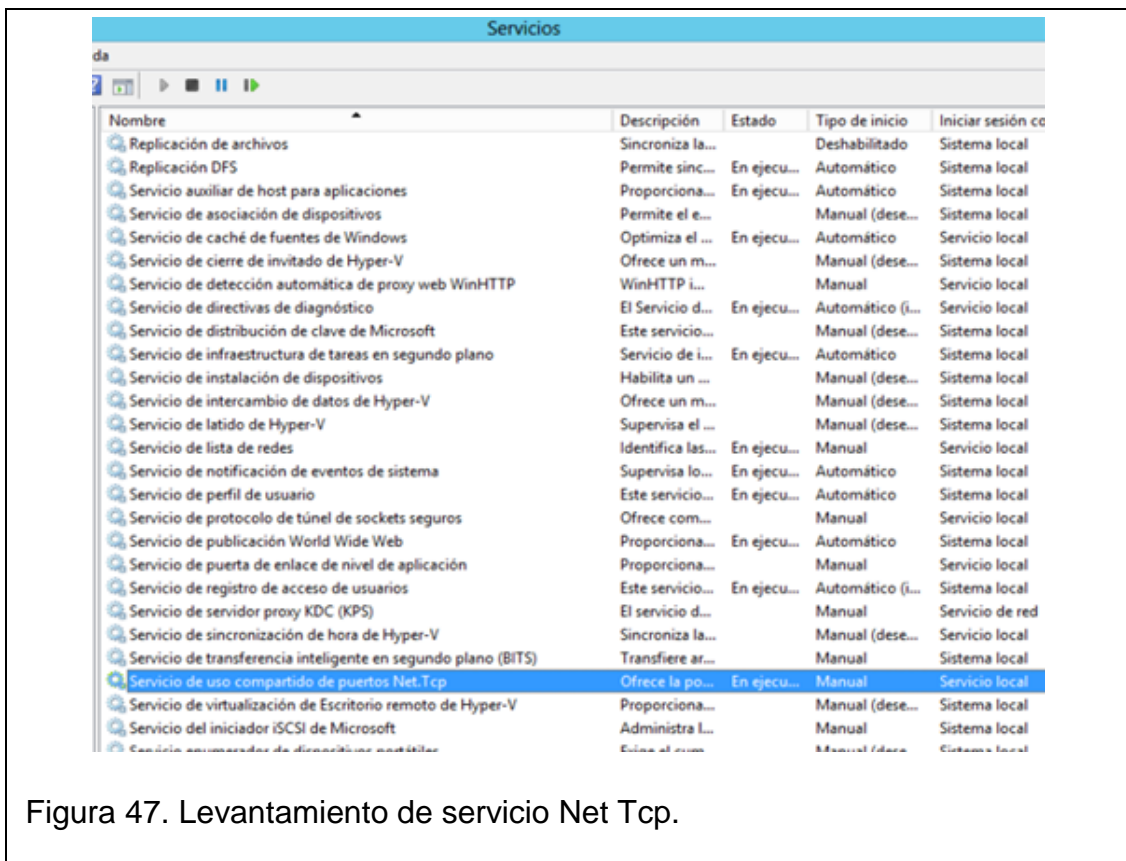 Servicios
da
Nombre Descripción Estado Tipo de inicio Iniciar sesión co
Replicación de archivos Sincroniza la... Deshabilitado Sistema local
Replicación DFS Permite sinc... En ejecu... Automático Sistema local
Servicio auxiliar de host para aplicaciones Proporciona... En ejecu... Automático Sistema local
Servicio de asociación de dispositivos Permite el e... Manual (dese... Sistema local
Servicio de caché de fuentes de Windows Optimiza el ... En ejecu... Automático Servicio local
Servicio de cierre de invitado de Hyper-V Ofrece un m... Manual (dese... Sistema local
Servicio de detección automática de proxy web WinHTTP WinHTTP i... Manual Servicio local
Servicio de directivas de diagnóstico El Servicio d... En ejecu... Automático (i... Servicio local
Servicio de distribución de clave de Microsoft Este servicio... Manual (dese... Sistema local
Servicio de infraestructura de tareas en segundo plano Servicio de i... En ejecu... Automático Sistema local
Servicio de instalación de dispositivos Habilita un ... Manual (dese... Sistema local
Servicio de intercambio de datos de Hyper-V Ofrece un m... Manual (dese... Sistema local
Servicio de latido de Hyper-V Supervisa el ... Manual (dese... Sistema local
Servicio de lista de redes Identifica las... En ejecu... Manual Servicio local
Servicio de notificación de eventos de sistema Supervisa lo... En ejecu... Automático Sistema local
Servicio de perfil de usuario Este servicio... En ejecu... Automático Sistema local
Servicio de protocolo de túnel de sockets seguros Ofrece com... Manual Servicio local
Servicio de publicación World Wide Web Proporciona... En ejecu... Automático Sistema local
Servicio de puerta de enlace de nivel de aplicación Proporciona... Manual Servicio local
Servicio de registro de acceso de usuarios Este servicio... En ejecu... Automático (i... Sistema local
Servicio de servidor proxy KDC (KPS) El servicio d... Manual Servicio de red
Servicio de sincronización de hora de Hyper-V Sincroniza la... Manual (dese... Servicio local
Servicio de transferencia inteligente en segundo plano (BITS) Transfiere ar... Manual Sistema local
Servicio de uso compartido de puertos Net.Tcp Ofrece la po... En ejecu... Manual Servicio local
Servicio de virtualización de Escritorio remoto de Hyper-V Proporciona... Manual (dese... Sistema local
Servicio del iniciador iSCSI de Microsoft Administra l... Manual Sistema local
Servicio enumerador de dispositivos portátiles Exige el cum... Manual (dese... Sistema local
Figura 47. Levantamiento de servicio Net Tcp.